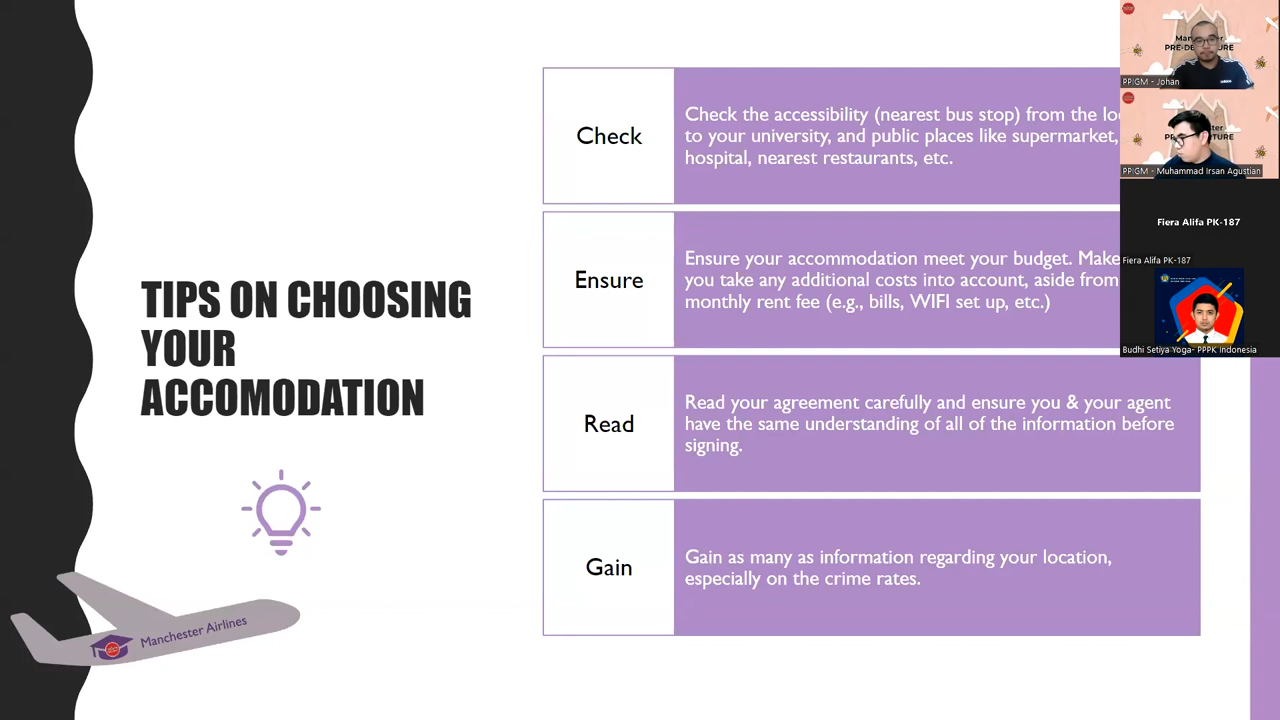 TIPS ON CHOOSING
YOUR
ACCOMODATION
Manchester Airlines
Check
Check the accessibility (nearest bus stop) from the
to your university, and public places like supermarket,
hospital, nearest restaurants, etc.
Ensure
Ensure your accommodation meet your budget. Make
you take any additional costs into account, aside from
monthly rent fee (e.g., bills, WIFI set up, etc.)
Read
Read your agreement carefully and ensure you & your agent
have the same understanding of all of the information before
signing.
Gain
Gain as many as information regarding your location,
especially on the crime rates.
PPIGM - Johan
PPIGM - Muhammad Irsan Agustian
Fiera Alifa PK-187
Fiera Alifa PK-187
Budhi Setiya Yoga- PPPK Indonesia